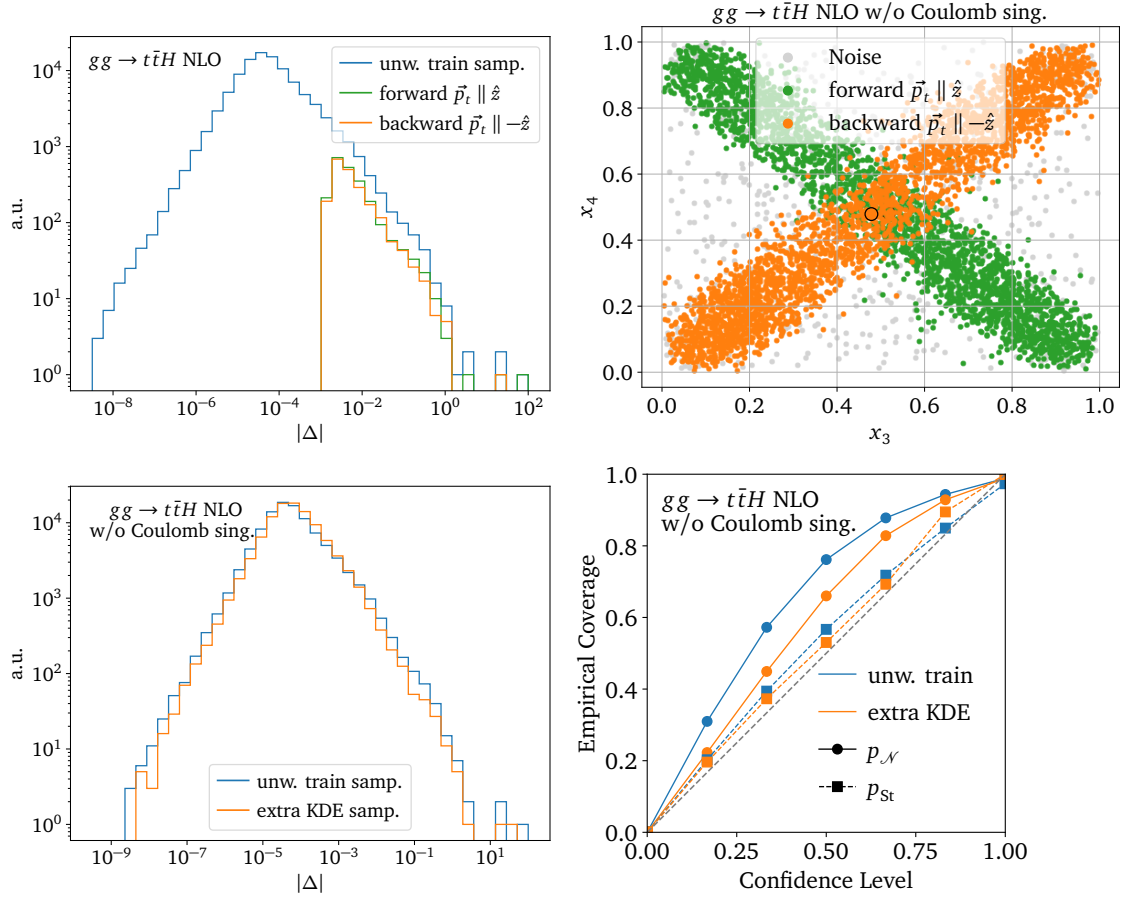 gg → tt̄H NLO
unw. train samp.
forward p⃗_t ∥ ẑ
backward p⃗_t ∥ −ẑ
a.u.
10^4
10^3
10^2
10^1
10^0
10^−8
10^−6
10^−4
10^−2
10^0
10^2
|Δ|
gg → tt̄H NLO w/o Coulomb sing.
Noise
forward p⃗_t ∥ ẑ
backward p⃗_t ∥ −ẑ
x_4
1.0
0.8
0.6
0.4
0.2
0.0
0.0
0.2
0.4
0.6
0.8
1.0
x_3
gg → tt̄H NLO
w/o Coulomb sing.
unw. train samp.
extra KDE samp.
a.u.
10^4
10^3
10^2
10^1
10^0
10^−9
10^−7
10^−5
10^−3
10^−1
10^1
|Δ|
gg → tt̄H NLO
w/o Coulomb sing.
unw. train
extra KDE
p_𝒩
p_St
Empirical Coverage
1.0
0.8
0.6
0.4
0.2
0.0
0.00
0.25
0.50
0.75
1.00
Confidence Level